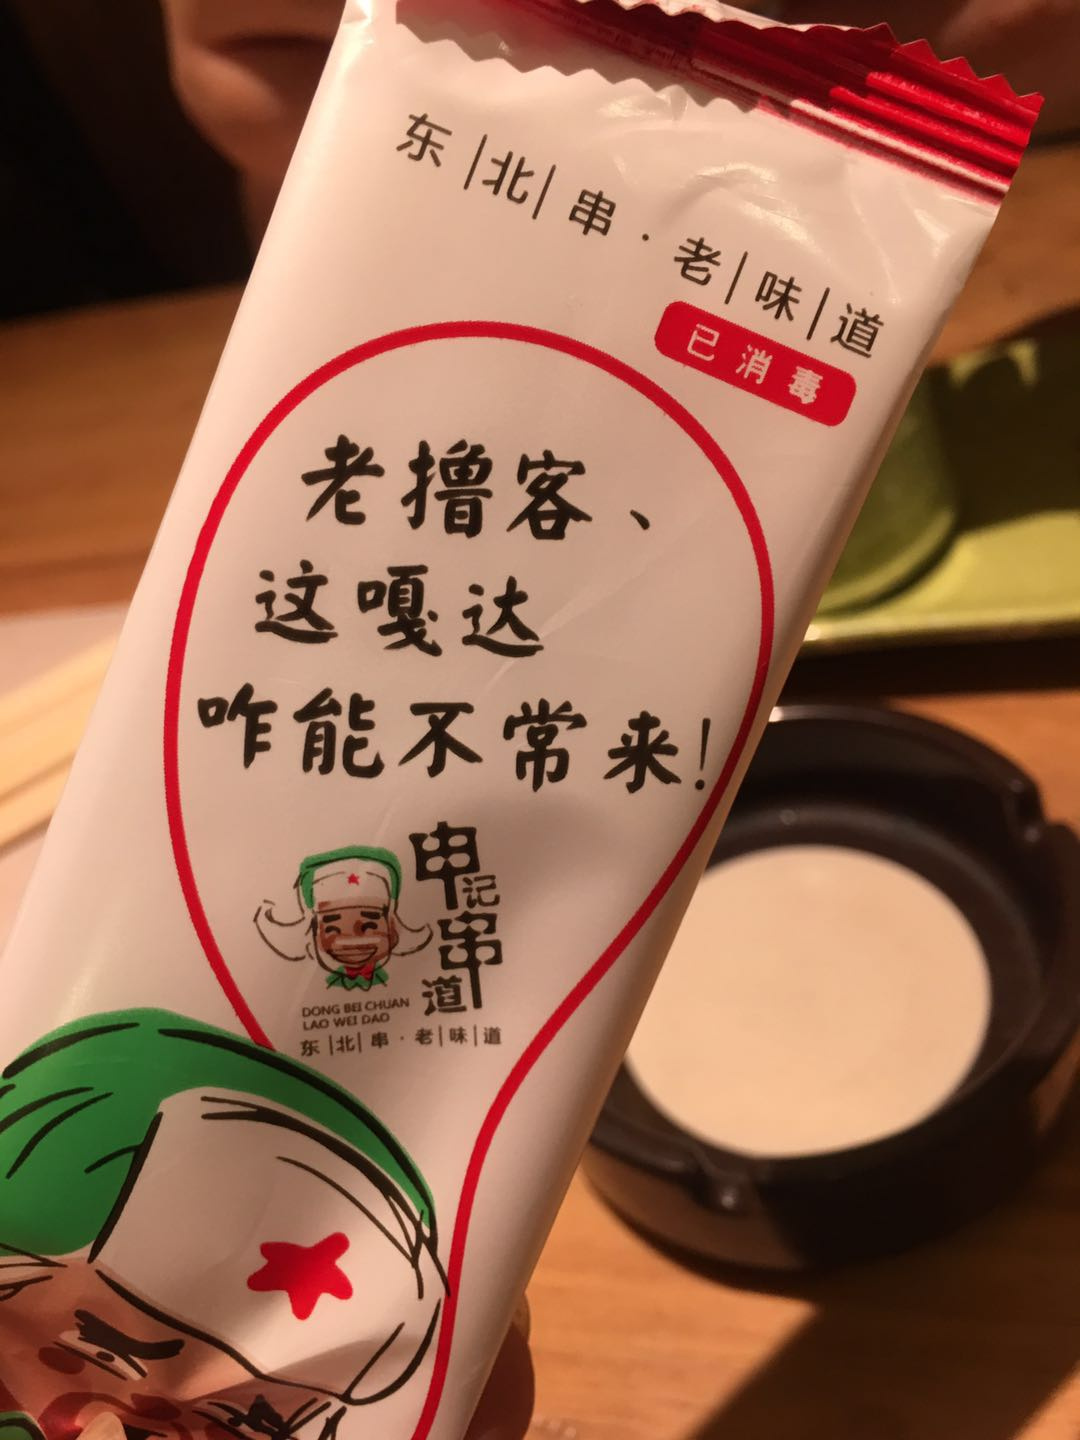 东北串·老味道
已消毒
老撸客、
这嘎达
咋能不常来!
申记串道
DONG BEI CHUAN
LAO WEI DAO
东北串·老味道